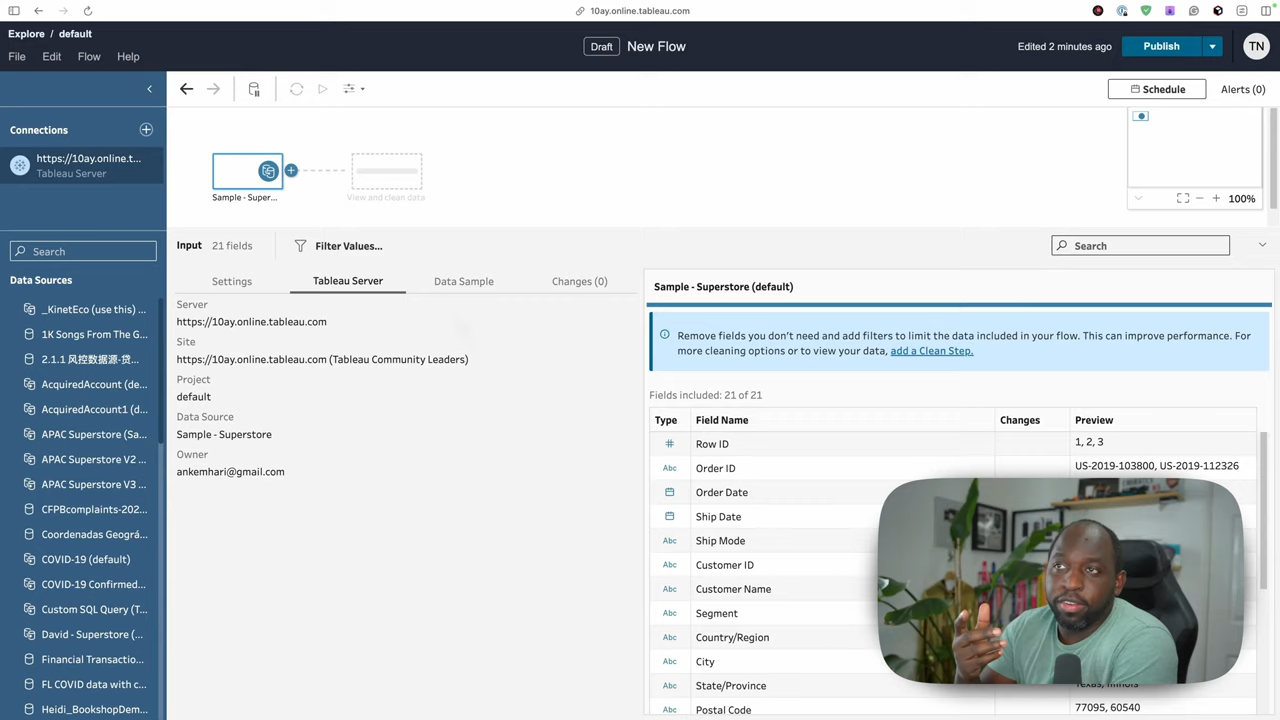 10ay.online.tableau.com
Explore / default
File Edit Flow Help
Draft New Flow
Edited 2 minutes ago
Publish
TN
Schedule
Alerts (0)
Connections
https://10ay.online.t...
Tableau Server
Sample - Super...
View and clean data
100%
Search
Data Sources
_KinetEco (use this) ...
1K Songs From The G...
2.1.1 风控数据源-贷...
AcquiredAccount (de...
AcquiredAccount1 (d...
APAC Superstore (Sa...
APAC Superstore V2 ...
APAC Superstore V3 ...
CFPBcomplaints-202...
Coordenadas Geográ...
COVID-19 (default)
COVID-19 Confirmed...
Custom SQL Query (T...
David - Superstore (...
Financial Transactio...
FL COVID data with c...
Heidi_BookshopDem...
Input 21 fields
Filter Values...
Search
Settings Tableau Server Data Sample Changes (0)
Server
https://10ay.online.tableau.com
Site
https://10ay.online.tableau.com (Tableau Community Leaders)
Project
default
Data Source
Sample - Superstore
Owner
ankemhari@gmail.com
Sample - Superstore (default)
Remove fields you don't need and add filters to limit the data included in your flow. This can improve performance. For
more cleaning options or to view your data, add a Clean Step.
Fields included: 21 of 21
Type Field Name Changes Preview
# Row ID 1, 2, 3
Abc Order ID US-2019-103800, US-2019-112326
Order Date
Ship Date
Abc Ship Mode
Abc Customer ID
Abc Customer Name
Abc Segment
Abc Country/Region
Abc City
Abc State/Province Texas, Illinois
Abc Postal Code 77095, 60540